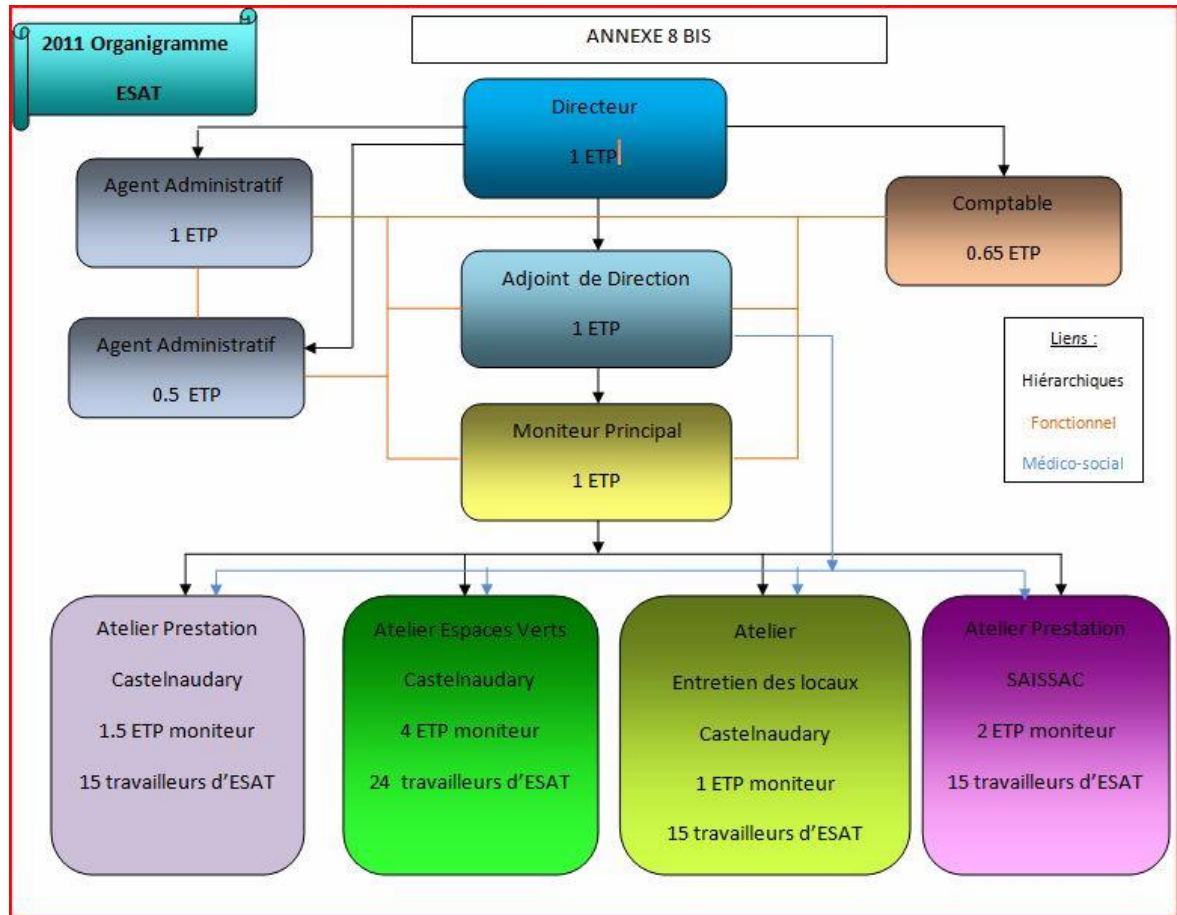 2011 Organigramme
ESAT
ANNEXE 8 BIS
Directeur
1 ETP
Agent Administratif
1 ETP
Comptable
0.65 ETP
Adjoint de Direction
1 ETP
Agent Administratif
0.5 ETP
Liens :
Hiérarchiques
Fonctionnel
Médico-social
Moniteur Principal
1 ETP
Atelier Prestation
Castelnaudary
1.5 ETP moniteur
15 travailleurs d’ESAT
Atelier Espaces Verts
Castelnaudary
4 ETP moniteur
24 travailleurs d’ESAT
Atelier
Entretien des locaux
Castelnaudary
1 ETP moniteur
15 travailleurs d’ESAT
Atelier Prestation
SAISSAC
2 ETP moniteur
15 travailleurs d’ESAT